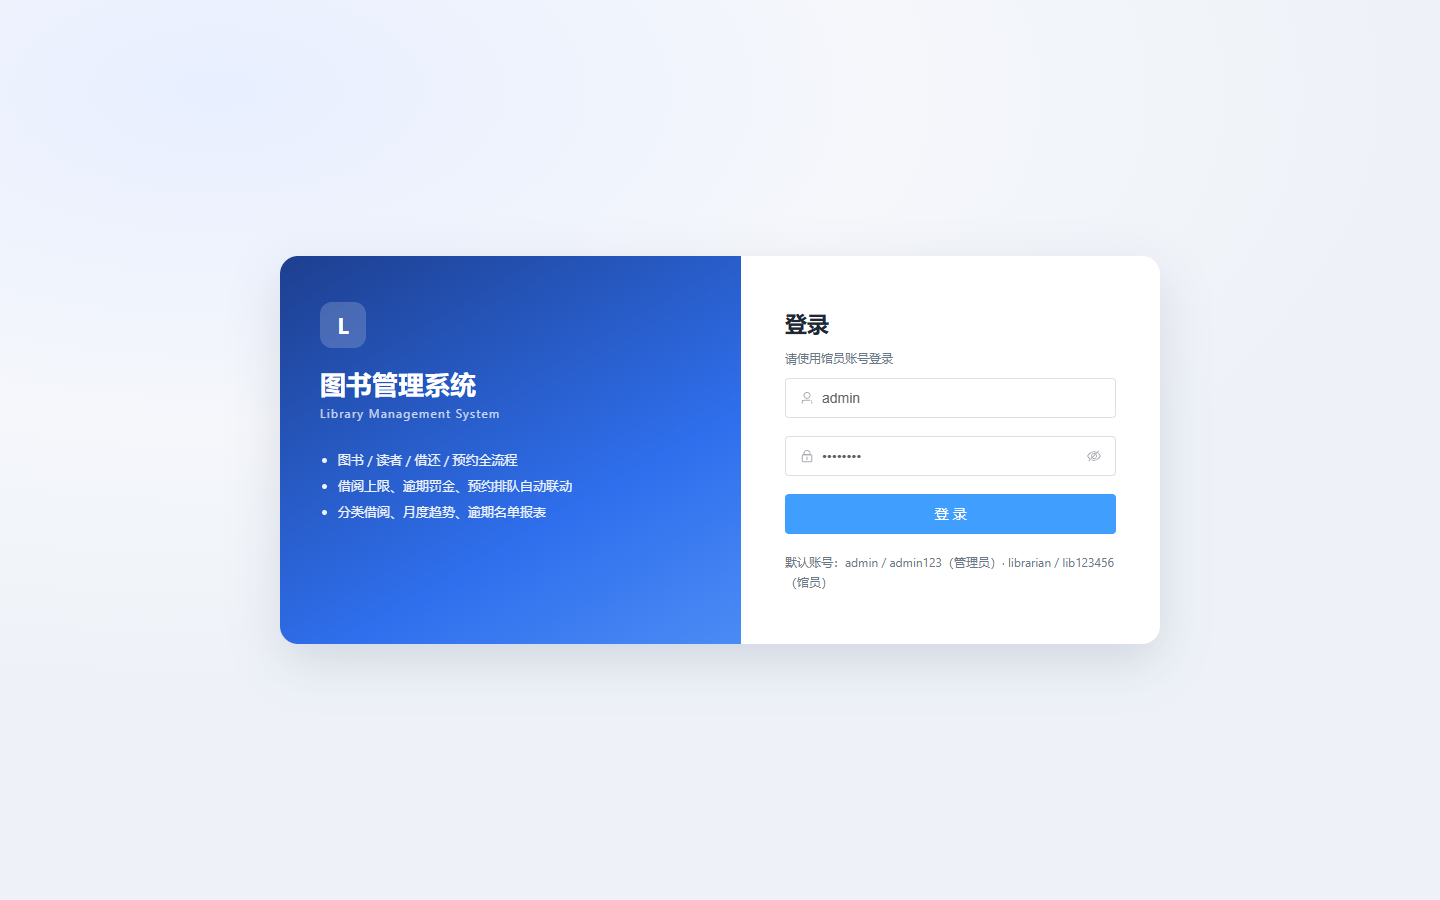 L
图书管理系统
Library Management System
图书 / 读者 / 借还 / 预约全流程
借阅上限、逾期罚金、预约排队自动联动
分类借阅、月度趋势、逾期名单报表
登录
请使用馆员账号登录
admin
••••••••
登 录
默认账号：admin / admin123（管理员）· librarian / lib123456
（馆员）